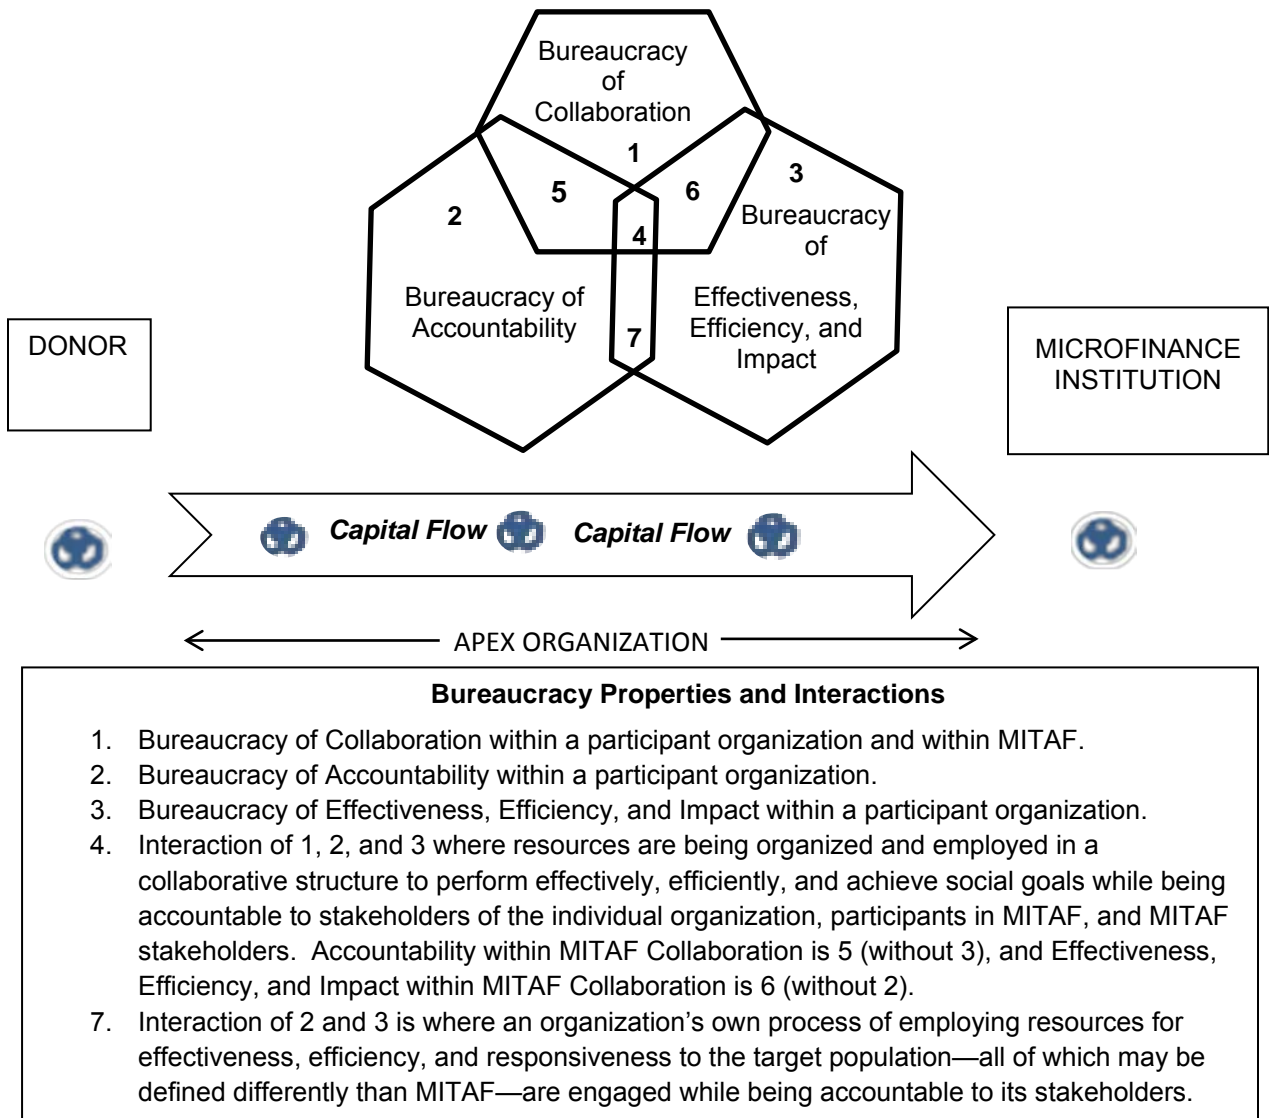 Bureaucracy
of
Collaboration
1
5
6
3
2
4
Bureaucracy
of
Bureaucracy of
Accountability
Effectiveness,
Efficiency, and
Impact
7
DONOR
MICROFINANCE
INSTITUTION
Capital Flow
Capital Flow
APEX ORGANIZATION
Bureaucracy Properties and Interactions
1. Bureaucracy of Collaboration within a participant organization and within MITAF.
2. Bureaucracy of Accountability within a participant organization.
3. Bureaucracy of Effectiveness, Efficiency, and Impact within a participant organization.
4. Interaction of 1, 2, and 3 where resources are being organized and employed in a
collaborative structure to perform effectively, efficiently, and achieve social goals while being
accountable to stakeholders of the individual organization, participants in MITAF, and MITAF
stakeholders.  Accountability within MITAF Collaboration is 5 (without 3), and Effectiveness,
Efficiency, and Impact within MITAF Collaboration is 6 (without 2).
7. Interaction of 2 and 3 is where an organization’s own process of employing resources for
effectiveness, efficiency, and responsiveness to the target population—all of which may be
defined differently than MITAF—are engaged while being accountable to its stakeholders.